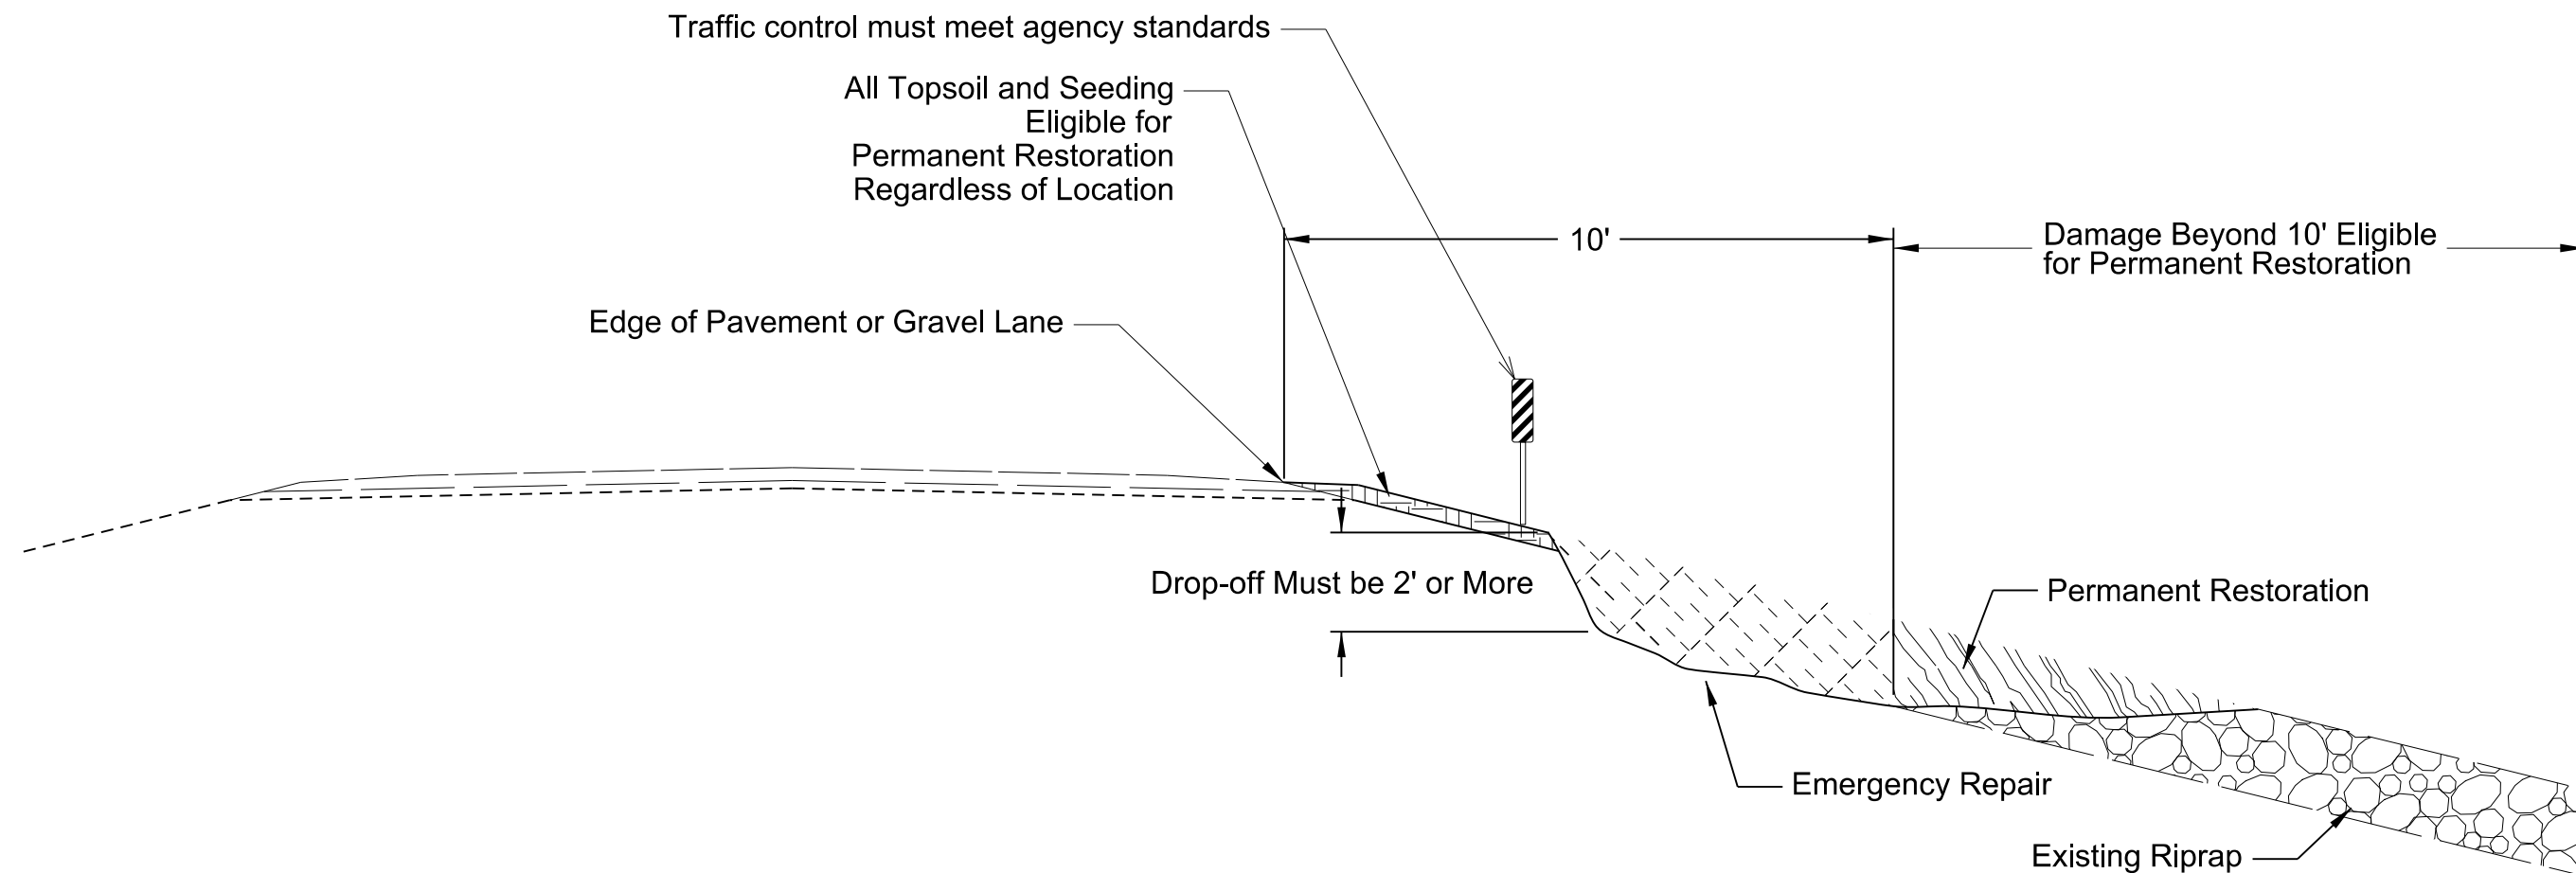 Traffic control must meet agency standards
All Topsoil and Seeding
Eligible for
Permanent Restoration
Regardless of Location
10'
Damage Beyond 10' Eligible
for Permanent Restoration
Edge of Pavement or Gravel Lane
Drop-off Must be 2' or More
Permanent Restoration
Emergency Repair
Existing Riprap